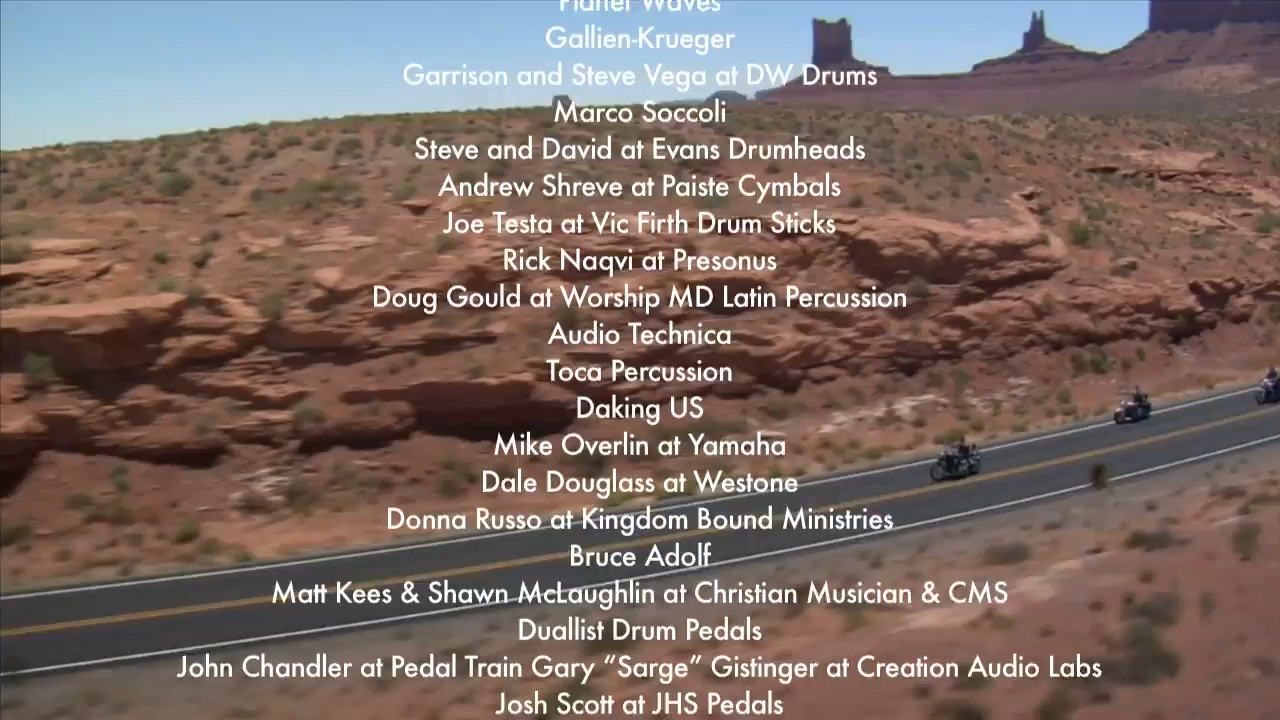 Planet Waves
Gallien-Krueger
Garrison and Steve Vega at DW Drums
Marco Soccoli
Steve and David at Evans Drumheads
Andrew Shreve at Paiste Cymbals
Joe Testa at Vic Firth Drum Sticks
Rick Naqvi at Presonus
Doug Gould at Worship MD Latin Percussion
Audio Technica
Toca Percussion
Daking US
Mike Overlin at Yamaha
Dale Douglass at Westone
Donna Russo at Kingdom Bound Ministries
Bruce Adolf
Matt Kees & Shawn McLaughlin at Christian Musician & CMS
Duallist Drum Pedals
John Chandler at Pedal Train Gary “Sarge” Gistinger at Creation Audio Labs
Josh Scott at JHS Pedals